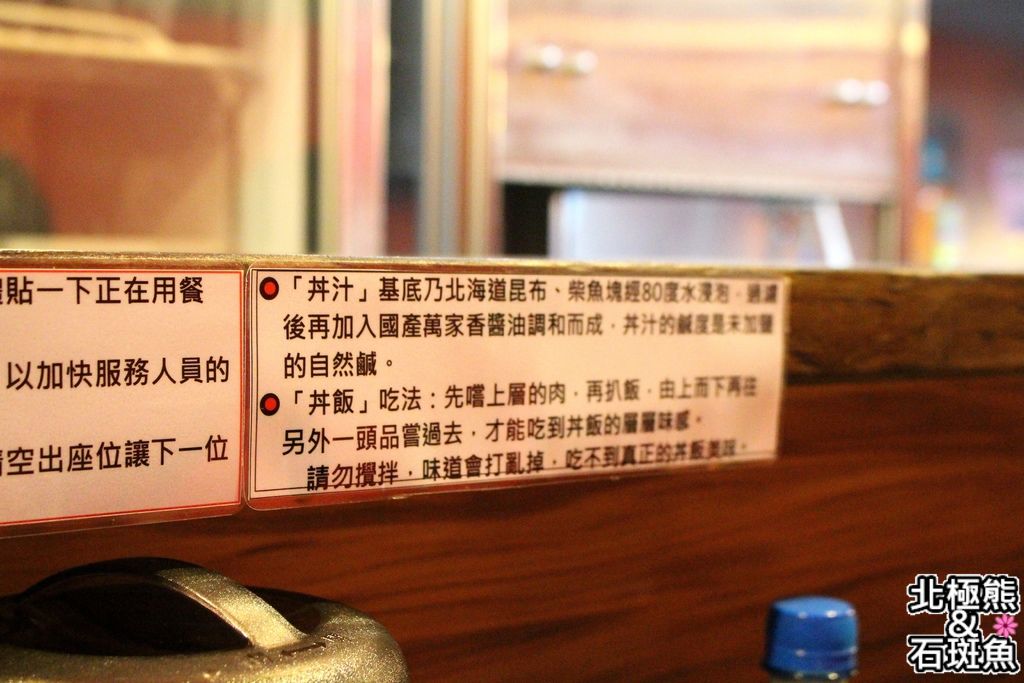 貼一下正在用餐
以加快服務人員的
空出座位讓下一位
「丼汁」基底乃北海道昆布、柴魚塊經80度水浸泡,過濾
後再加入國產萬家香醬油調和而成,丼汁的鹹度是未加鹽
的自然鹹。
「丼飯」吃法:先嚐上層的肉,再扒飯,由上而下再往
另外一頭品嘗過去,才能吃到丼飯的層層味感。
請勿攪拌,味道會打亂掉,吃不到真正的丼飯美味。
北極熊
&
石斑魚